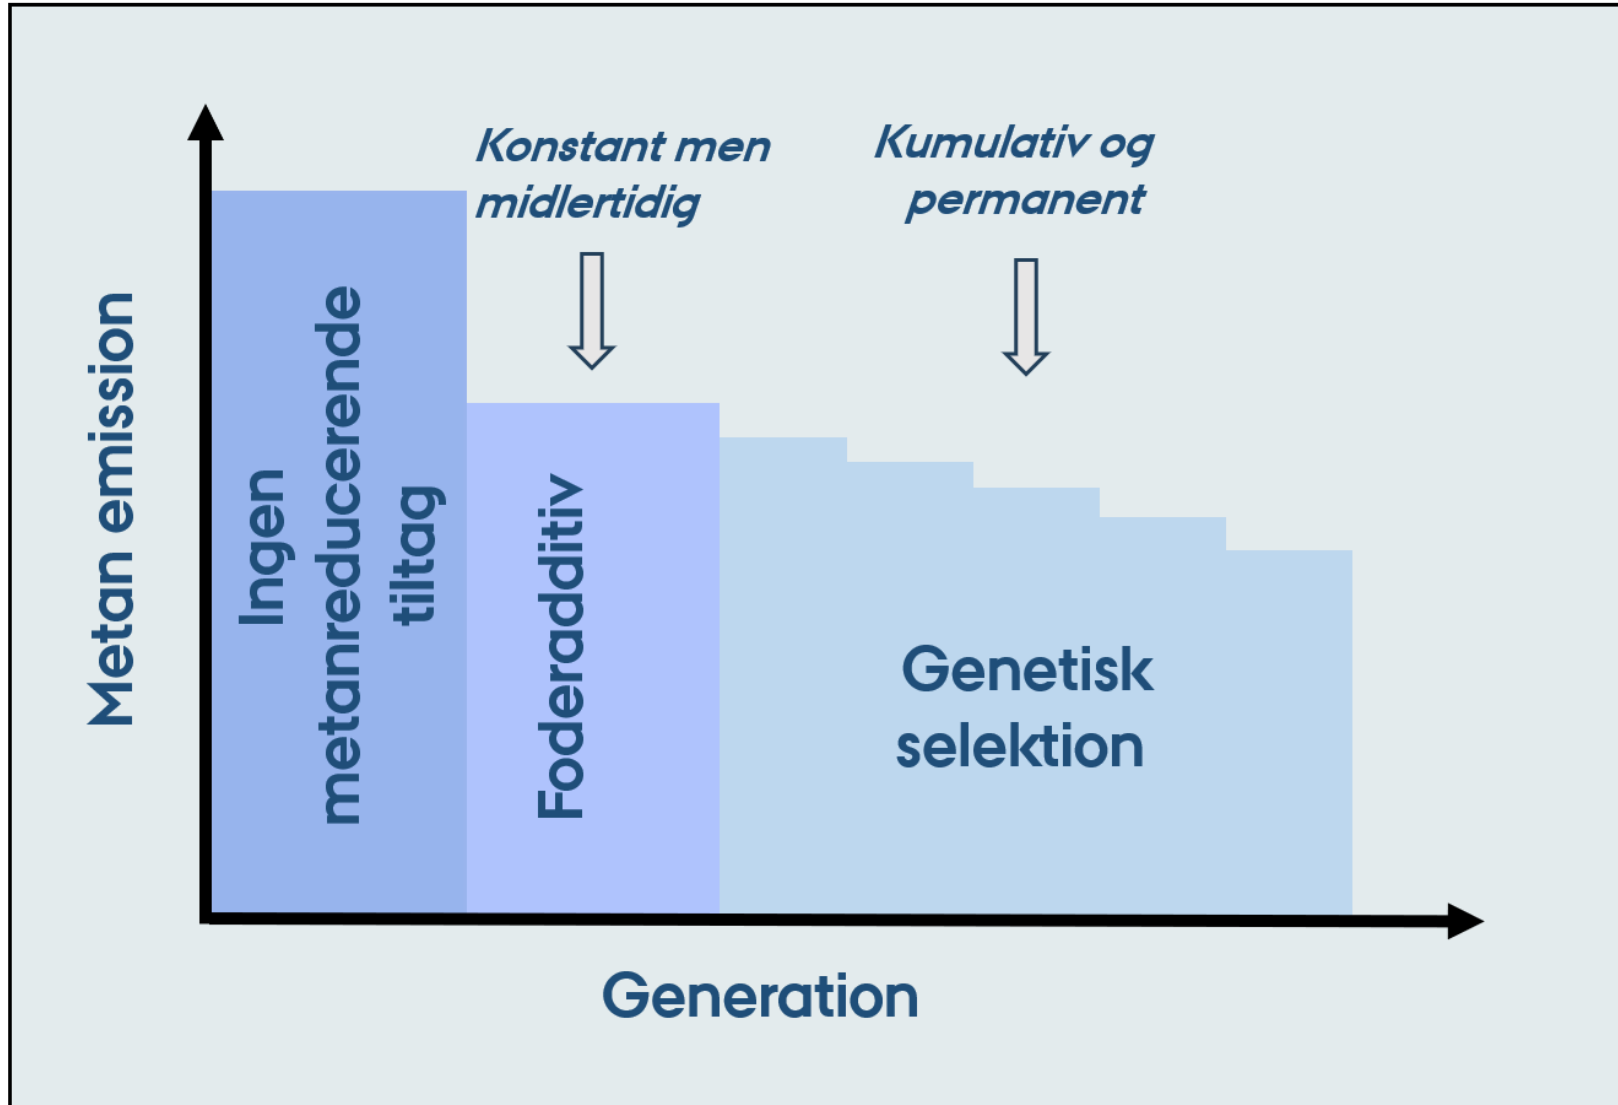 Konstant men
midlertidig
Kumulativ og
permanent
Metan emission
Ingen
metanreducerende
tiltag
Foderadditiv
Genetisk
selektion
Generation